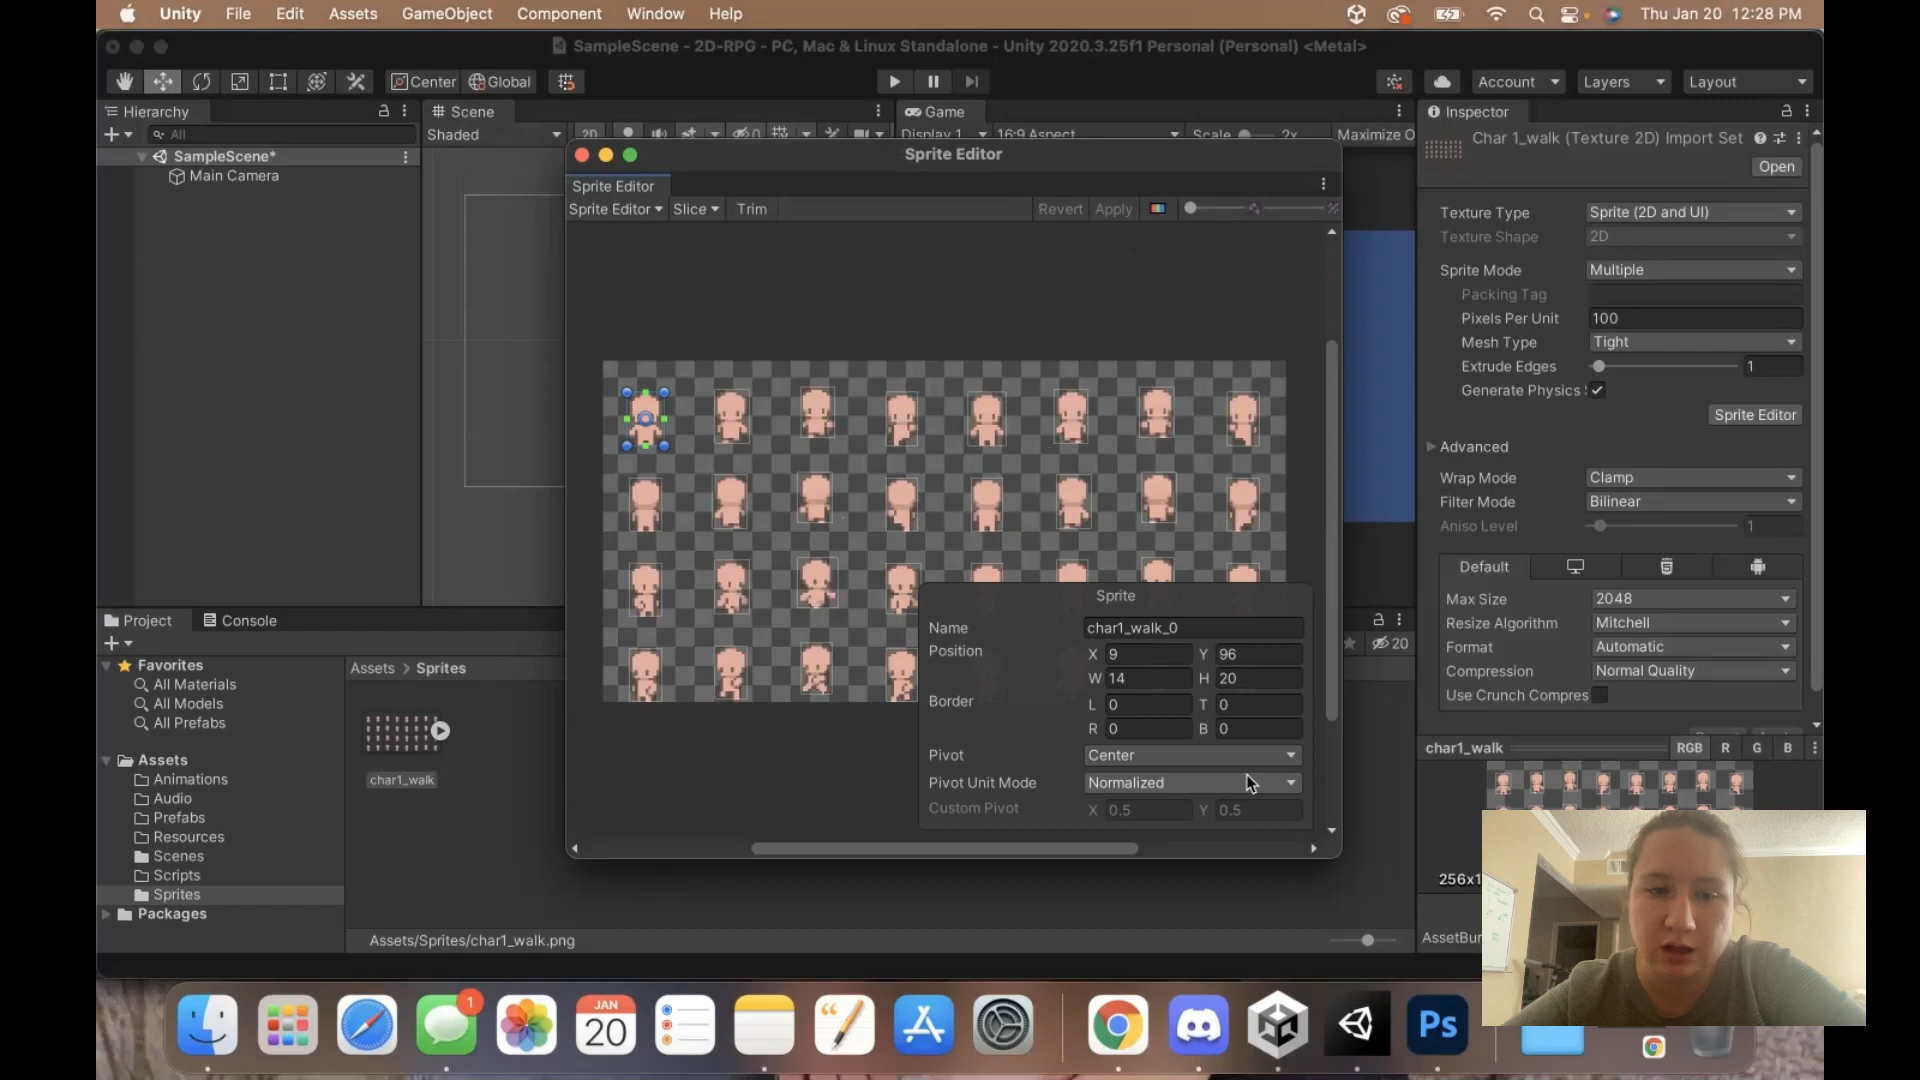 Unity File Edit Assets GameObject Component Window Help Thu Jan 20 12:28 PM
SampleScene - 2D-RPG - PC, Mac & Linux Standalone - Unity 2020.3.25f1 Personal (Personal) <Metal>
Center Global Account Layers Layout
Hierarchy Scene Game Inspector
All Shaded 2D 0 Display 1 16:9 Aspect Scale 2x Maximize O
SampleScene*
Main Camera
Sprite Editor
Sprite Editor
Sprite Editor Slice Trim Revert Apply
Sprite
Name char1_walk_0
Position X 9 Y 96
W 14 H 20
Border L 0 T 0
R 0 B 0
Pivot Center
Pivot Unit Mode Normalized
Custom Pivot X 0.5 Y 0.5
Char 1_walk (Texture 2D) Import Set
Open
Texture Type Sprite (2D and UI)
Texture Shape 2D
Sprite Mode Multiple
Packing Tag
Pixels Per Unit 100
Mesh Type Tight
Extrude Edges 1
Generate Physics
Sprite Editor
Advanced
Wrap Mode Clamp
Filter Mode Bilinear
Aniso Level 1
Default
Max Size 2048
Resize Algorithm Mitchell
Format Automatic
Compression Normal Quality
Use Crunch Compres
char1_walk RGB R G B
256x1
AssetBun
Project Console
20
Favorites
All Materials
All Models
All Prefabs
Assets
Animations
Audio
Prefabs
Resources
Scenes
Scripts
Sprites
Packages
Assets > Sprites
char1_walk
Assets/Sprites/char1_walk.png
1
JAN
20
Ps